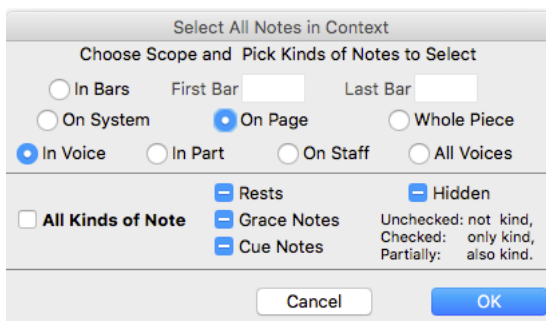 Select All Notes in Context
Choose Scope and Pick Kinds of Notes to Select
In Bars First Bar Last Bar
On System On Page Whole Piece
In Voice In Part On Staff All Voices
Rests Hidden
All Kinds of Note Grace Notes Unchecked: not kind,
Cue Notes Checked: only kind,
Partially: also kind.
Cancel OK